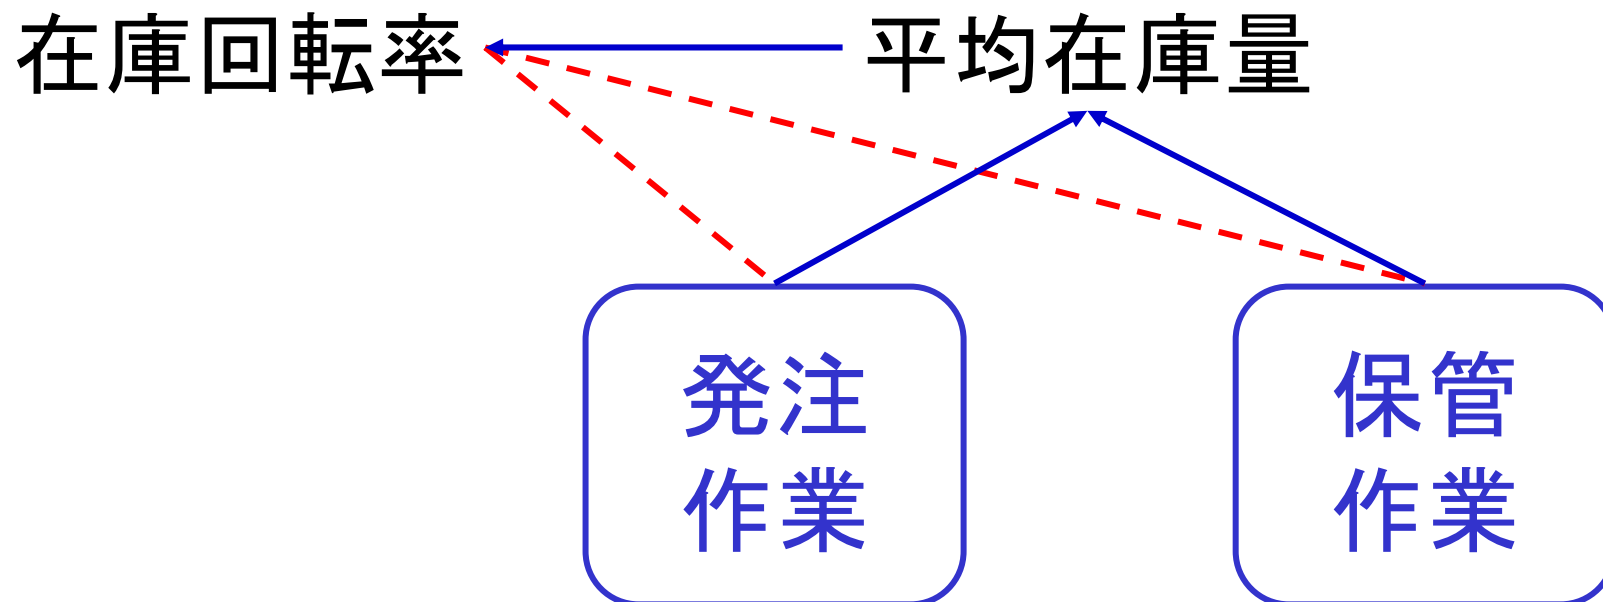 在庫回転率
平均在庫量
発注
作業
保管
作業